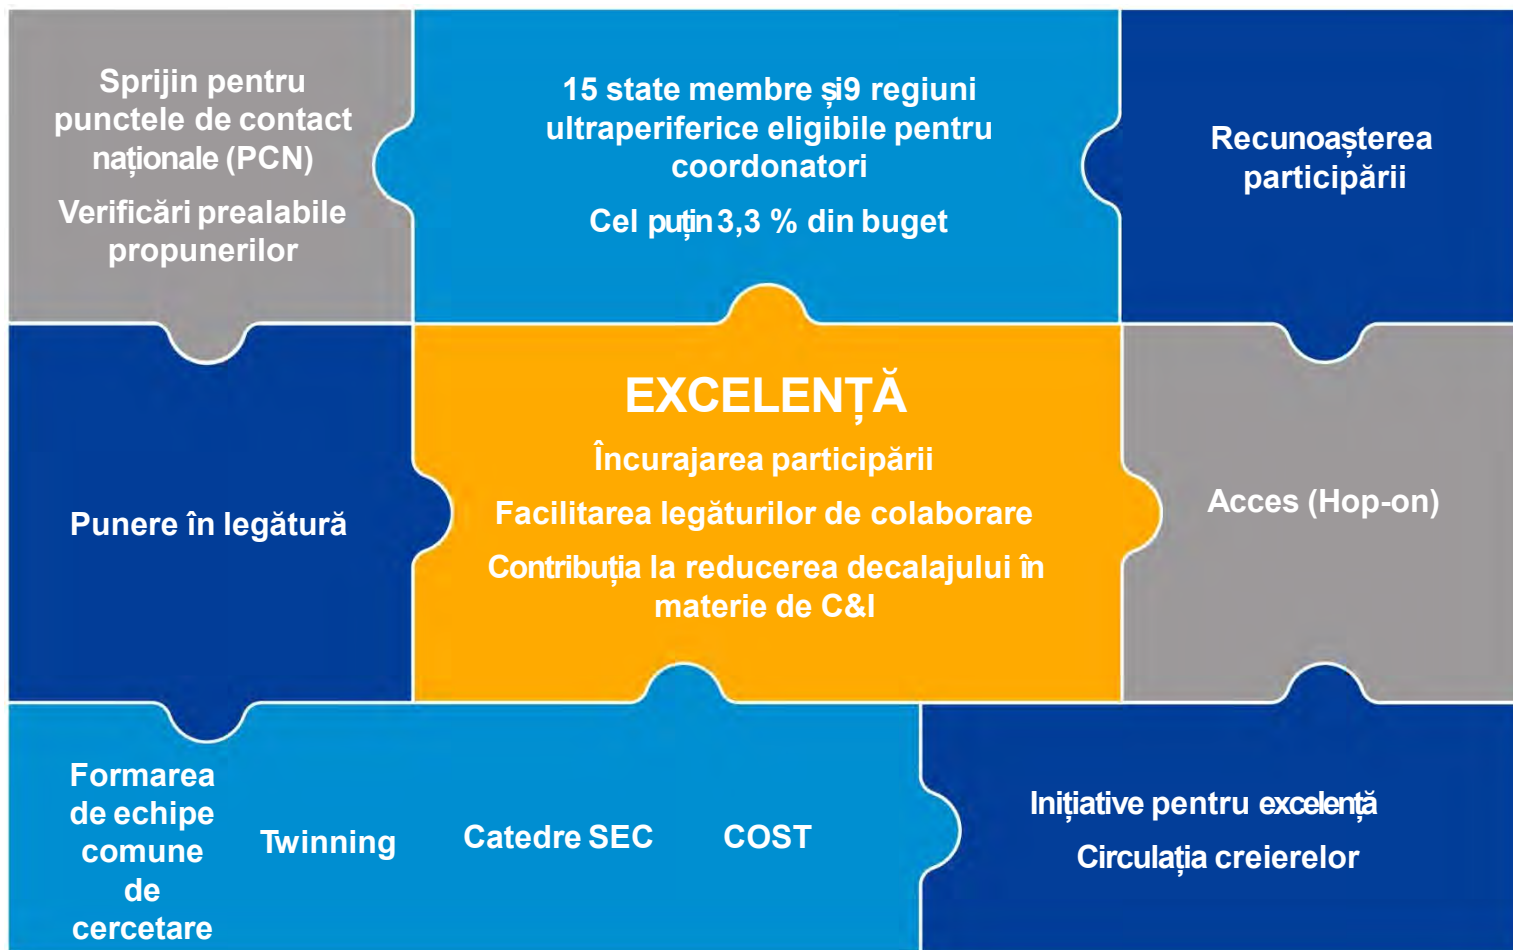 Sprijin pentru
punctele de contact
naționale (PCN)
Verificări prealabile
propunerilor
15 state membre și9 regiuni
ultraperiferice eligibile pentru
coordonatori
Cel puțin 3,3 % din buget
Recunoașterea
participării
Punere în legătură
EXCELENȚĂ
Încurajarea participării
Facilitarea legăturilor de colaborare
Contribuția la reducerea decalajului în
materie de C&I
Acces (Hop-on)
Formarea
de echipe
comune
de
cercetare
Twinning
Catedre SEC
COST
Inițiative pentru excelență
Circulația creierelor